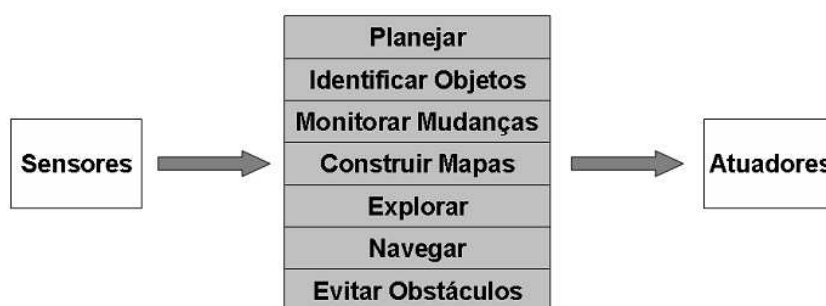 Planejar
Identificar Objetos
Monitorar Mudanças
Sensores
Construir Mapas
Atuadores
Explorar
Navegar
Evitar Obstáculos